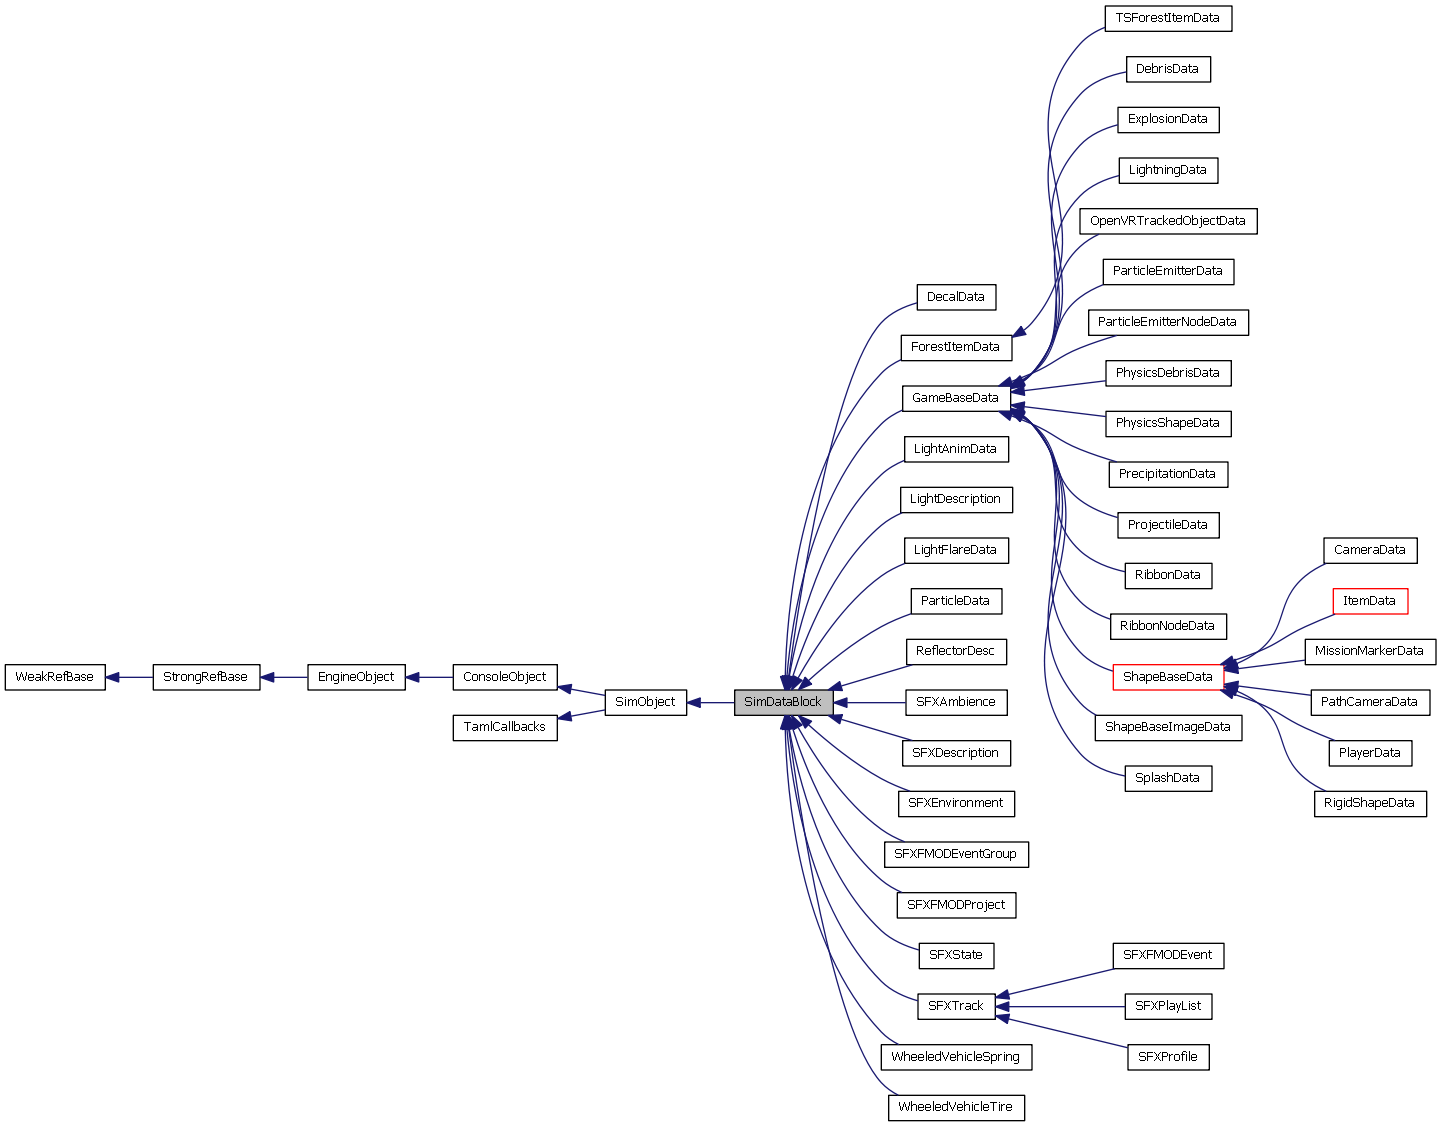 TSForestItemData
DebrisData
ExplosionData
LightningData
OpenVRTrackedObjectData
ParticleEmitterData
DecalData
ParticleEmitterNodeData
ForestItemData
PhysicsDebrisData
GameBaseData
PhysicsShapeData
LightAnimData
PrecipitationData
LightDescription
ProjectileData
LightFlareData
CameraData
RibbonData
ParticleData
ItemData
RibbonNodeData
ReflectorDesc
MissionMarkerData
WeakRefBase
StrongRefBase
EngineObject
ConsoleObject
ShapeBaseData
SimObject
SimDataBlock
SFXAmbience
PathCameraData
TamlCallbacks
ShapeBaseImageData
SFXDescription
PlayerData
SplashData
SFXEnvironment
RigidShapeData
SFXFMODEventGroup
SFXFMODProject
SFXState
SFXFMODEvent
SFXTrack
SFXPlayList
WheeledVehicleSpring
SFXProfile
WheeledVehicleTire